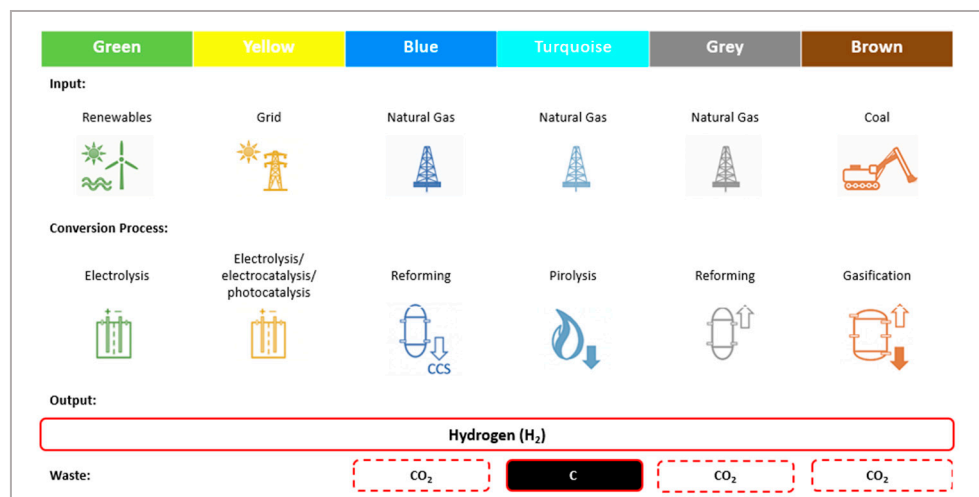 Green Yellow Blue Turquoise Grey Brown
Input:
Renewables Grid Natural Gas Natural Gas Natural Gas Coal
Conversion Process:
Electrolysis Electrolysis/ electrocatalysis/ photocatalysis Reforming Pirolysis Reforming Gasification
CCS
Output:
Hydrogen (H₂)
Waste: CO₂ C CO₂ CO₂